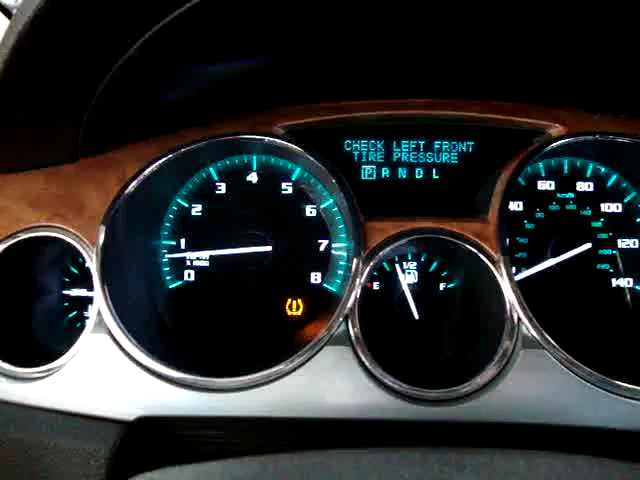 CHECK LEFT FRONT
TIRE PRESSURE
P R N D L
0 1 2 3 4 5 6 7 8
X 1000
E 1/2 F
40 60 80 100 120 140